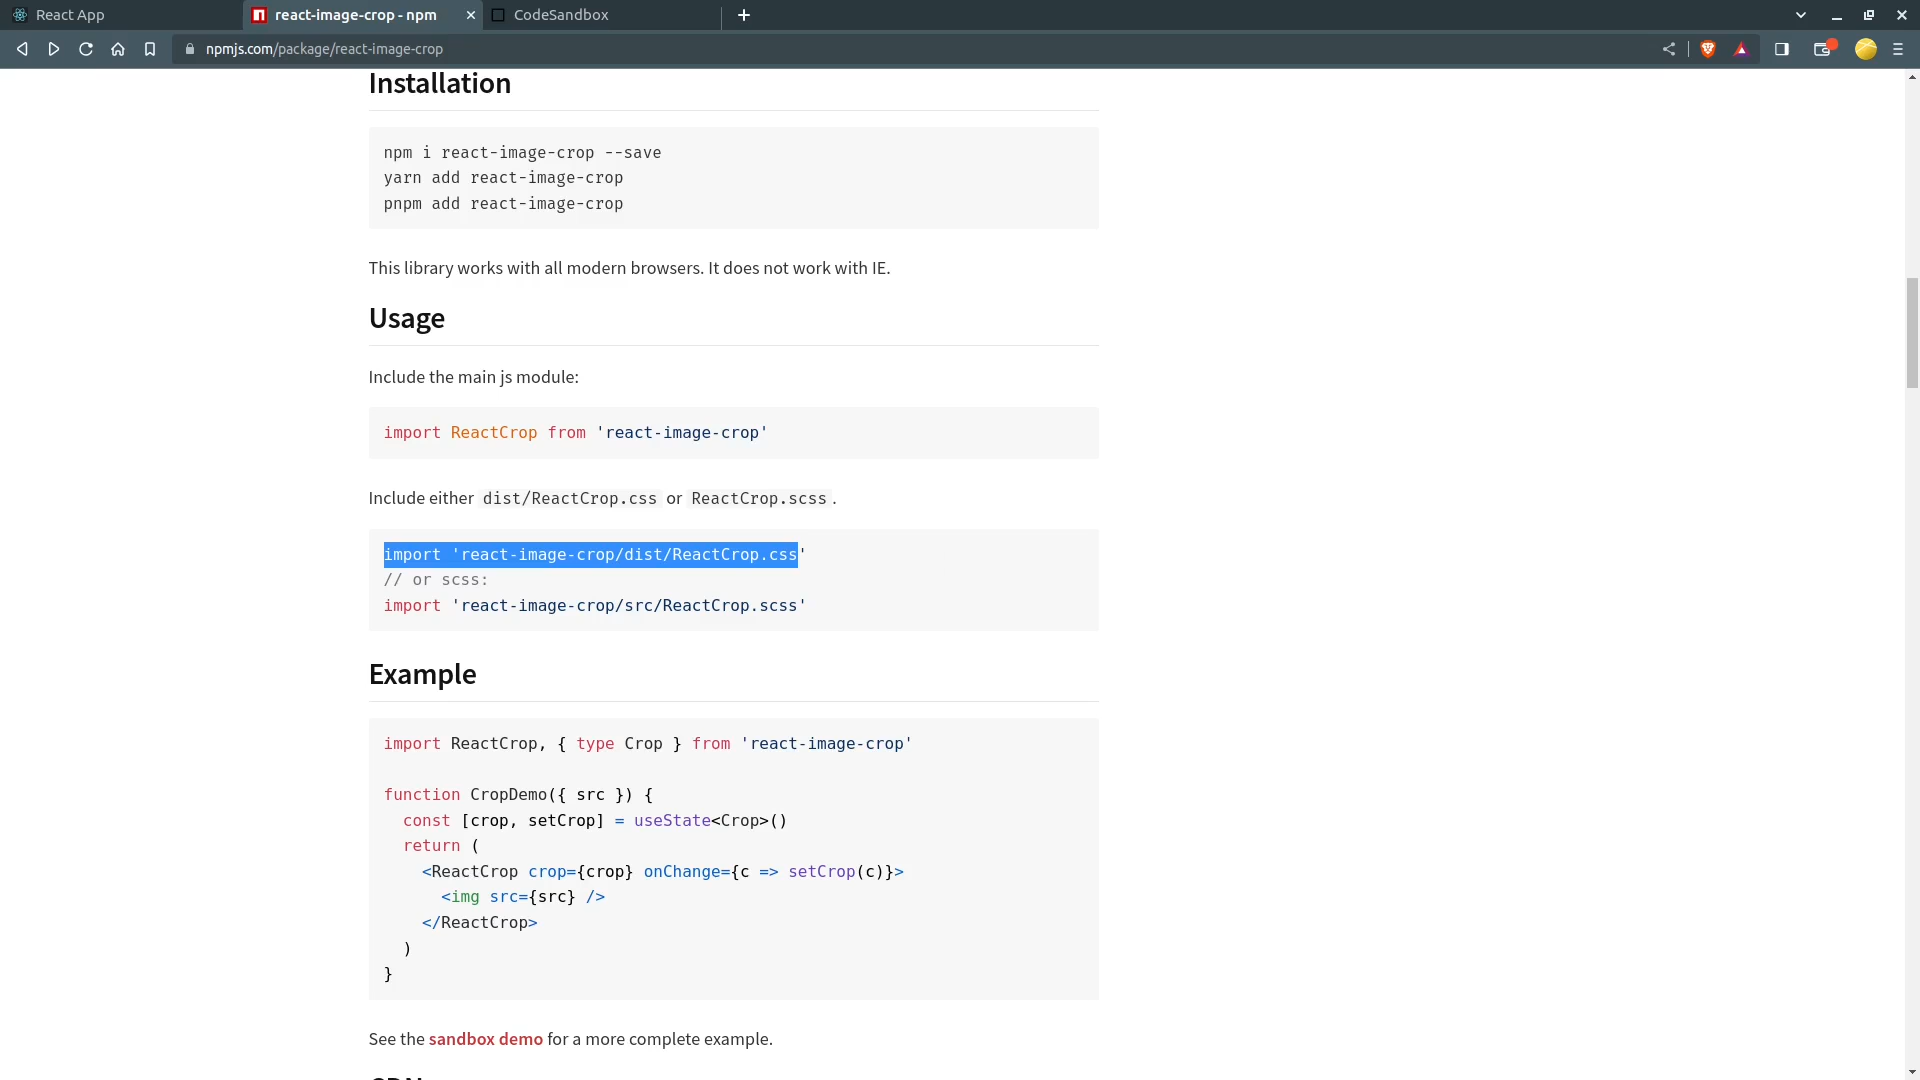 React App
react-image-crop - npm
CodeSandbox
npmjs.com/package/react-image-crop
Installation
npm i react-image-crop --save
yarn add react-image-crop
pnpm add react-image-crop
This library works with all modern browsers. It does not work with IE.
Usage
Include the main js module:
import ReactCrop from 'react-image-crop'
Include either dist/ReactCrop.css or ReactCrop.scss.
import 'react-image-crop/dist/ReactCrop.css'
// or scss:
import 'react-image-crop/src/ReactCrop.scss'
Example
import ReactCrop, { type Crop } from 'react-image-crop'
function CropDemo({ src }) {
  const [crop, setCrop] = useState<Crop>()
  return (
    <ReactCrop crop={crop} onChange={c => setCrop(c)}>
      <img src={src} />
    </ReactCrop>
  )
}
See the sandbox demo for a more complete example.